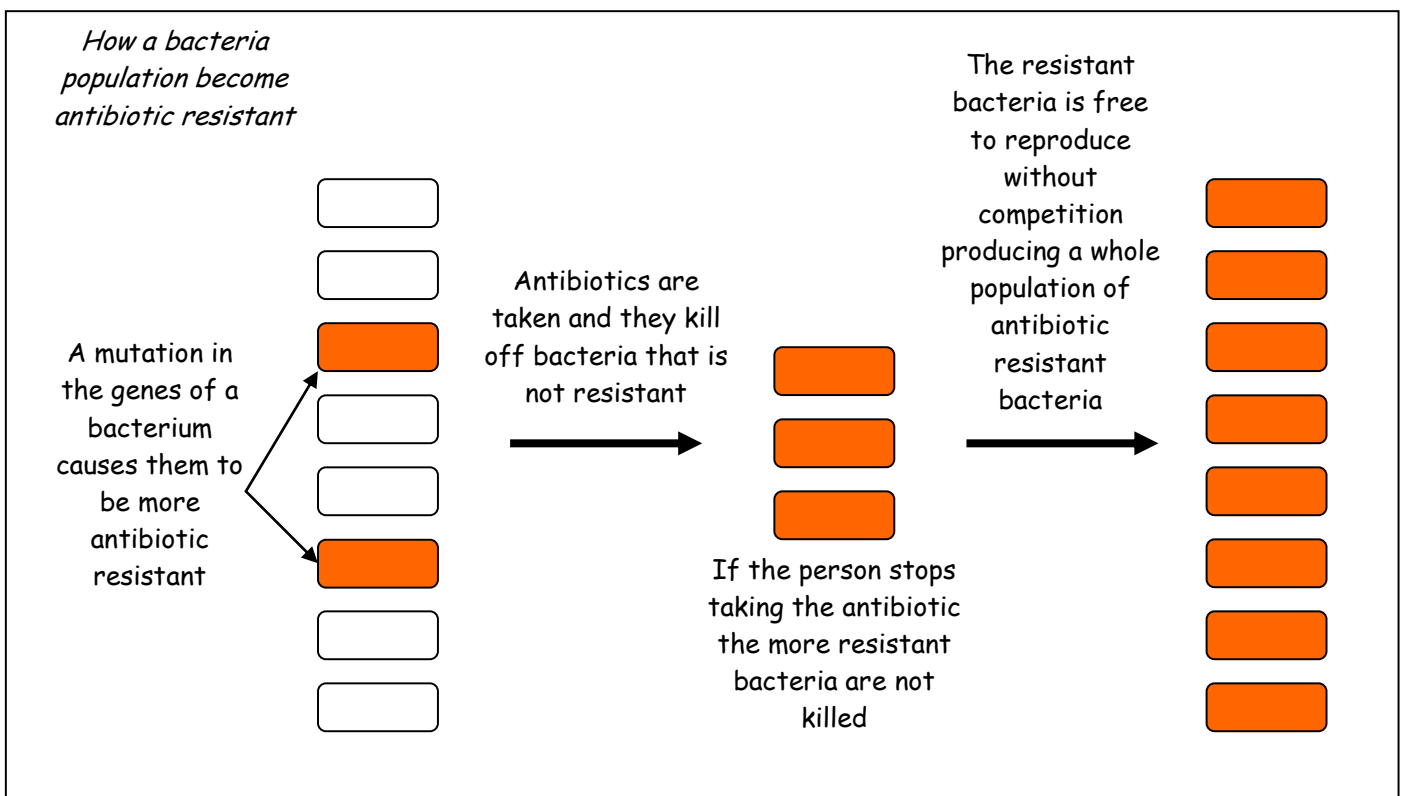 How a bacteria
population become
antibiotic resistant
A mutation in
the genes of a
bacterium
causes them to
be more
antibiotic
resistant
Antibiotics are
taken and they kill
off bacteria that is
not resistant
If the person stops
taking the antibiotic
the more resistant
bacteria are not
killed
The resistant
bacteria is free
to reproduce
without
competition
producing a whole
population of
antibiotic
resistant
bacteria